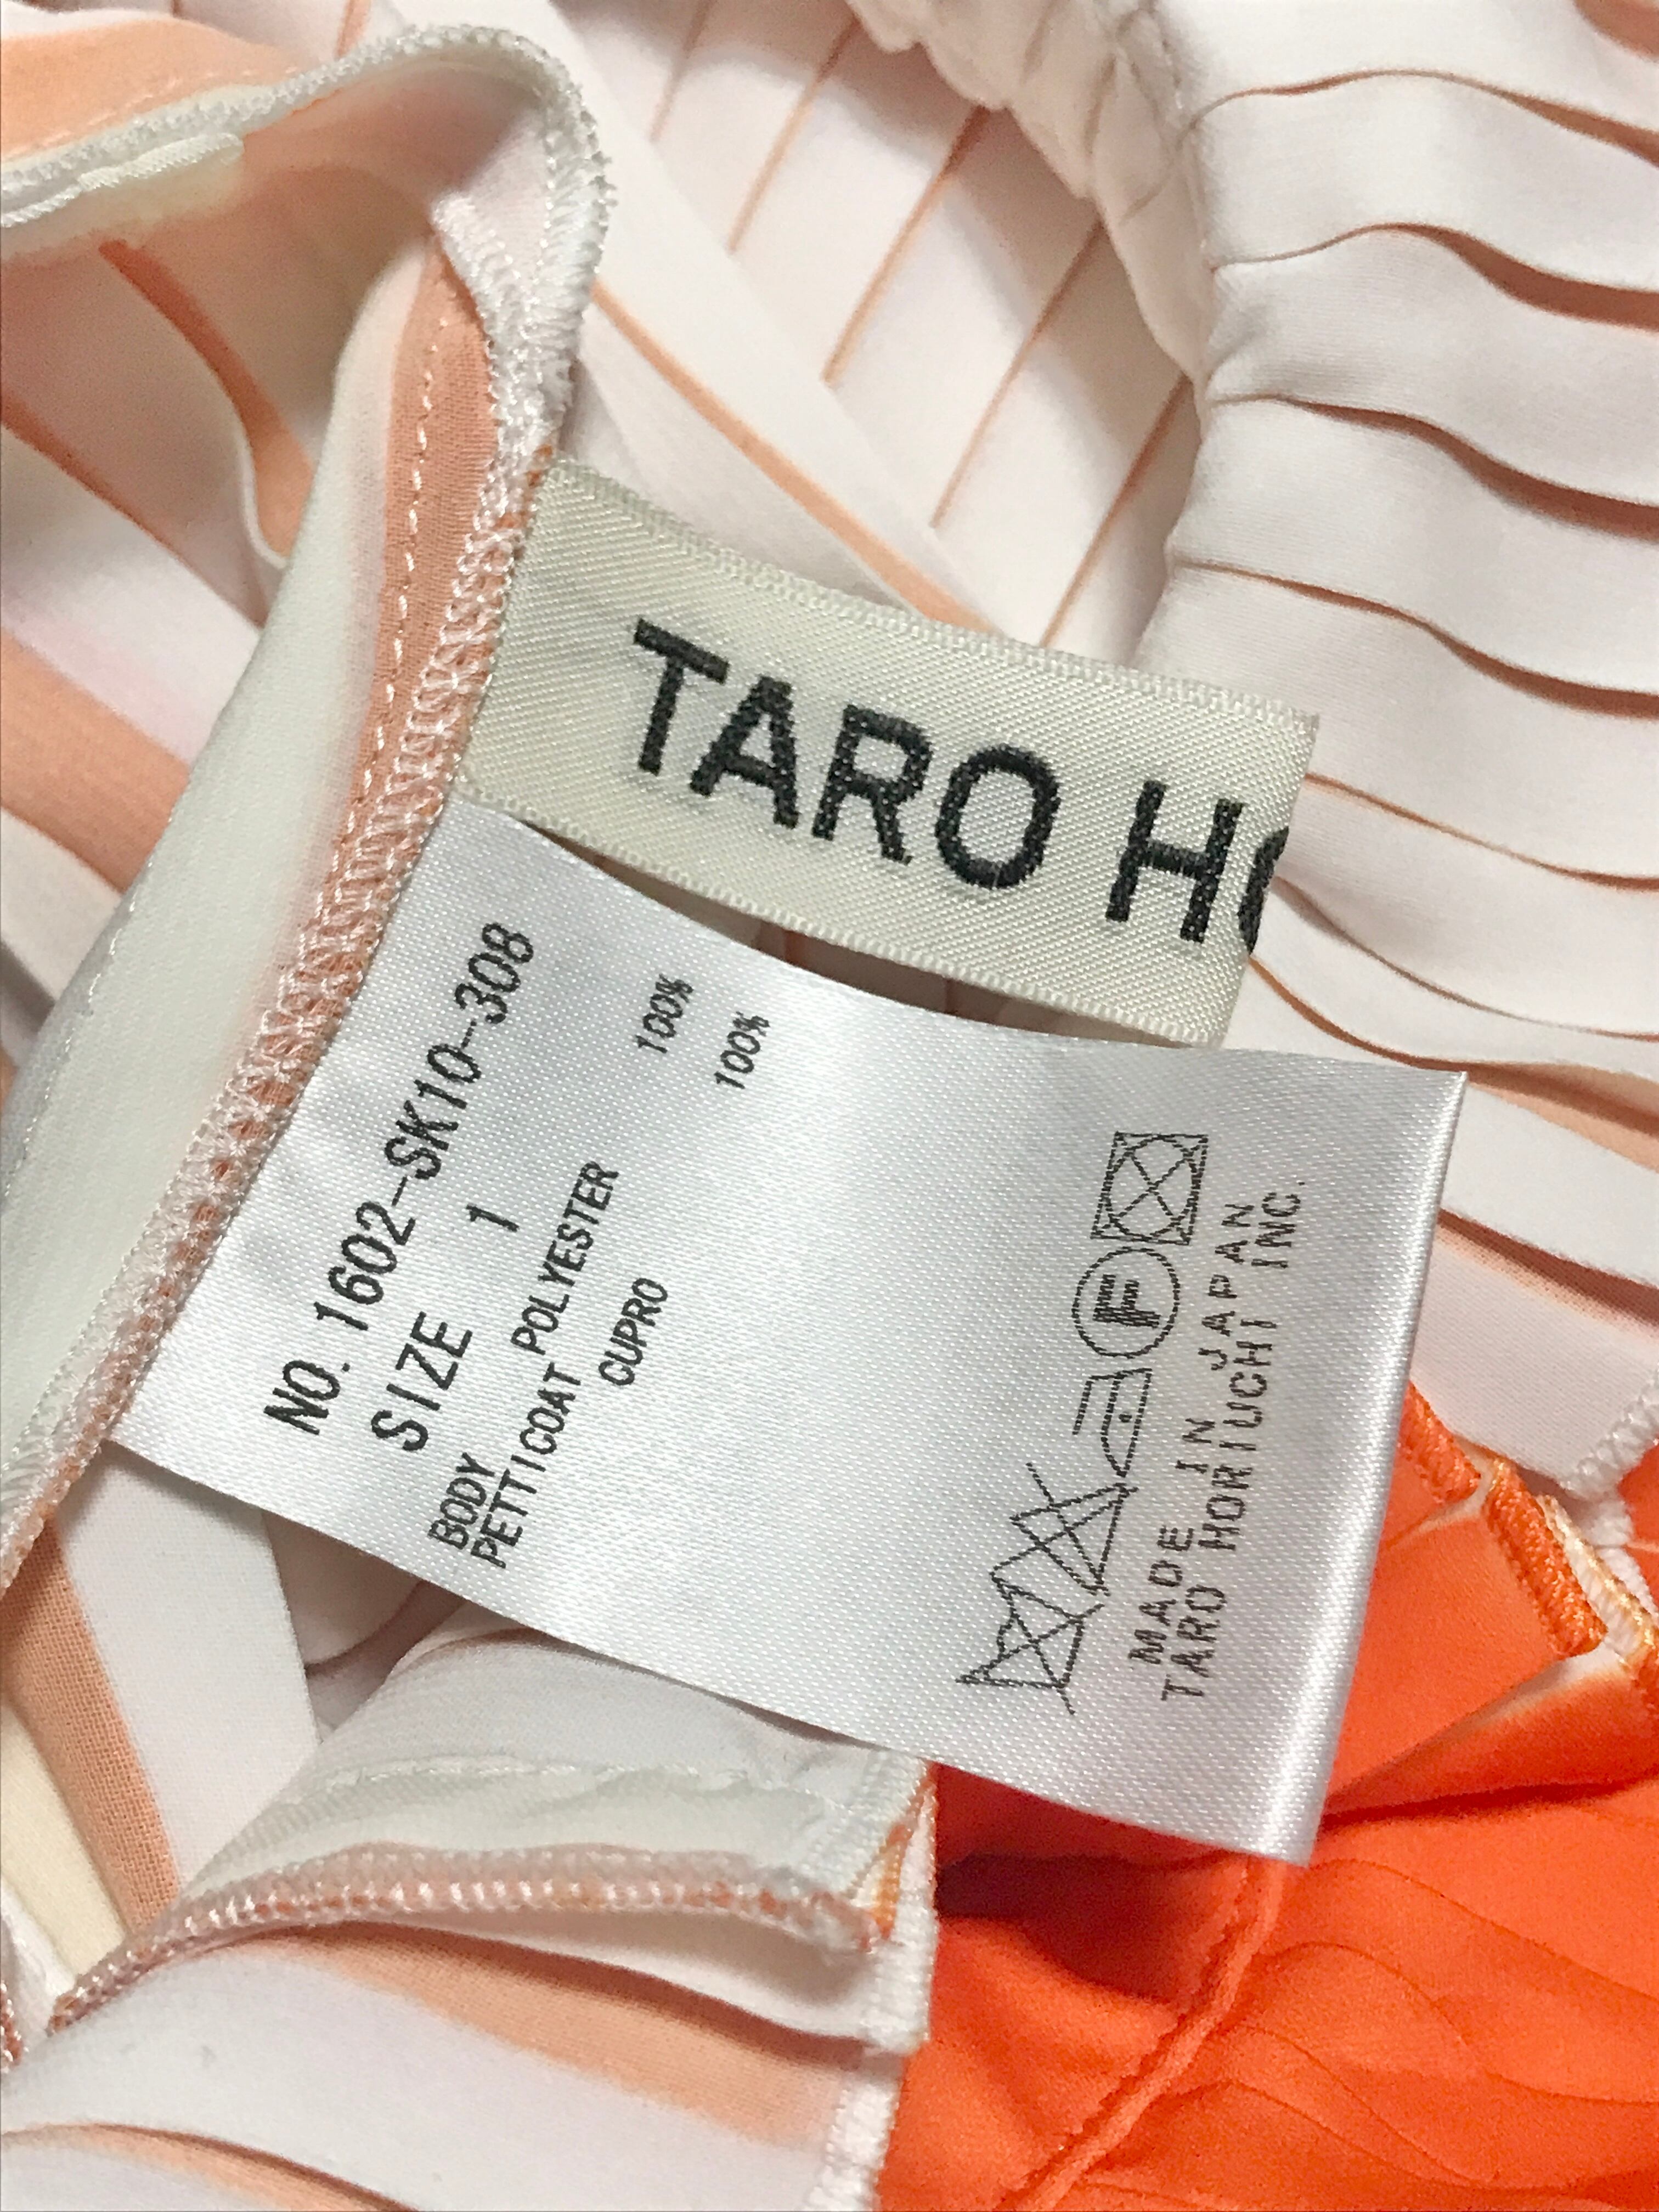 TARO HO
NO. 1602-SK10-308
SIZE 1
BODY POLYESTER 100%
PETTICOAT CUPRO 100%
F
MADE IN JAPAN
TARO HORIUCHI INC.